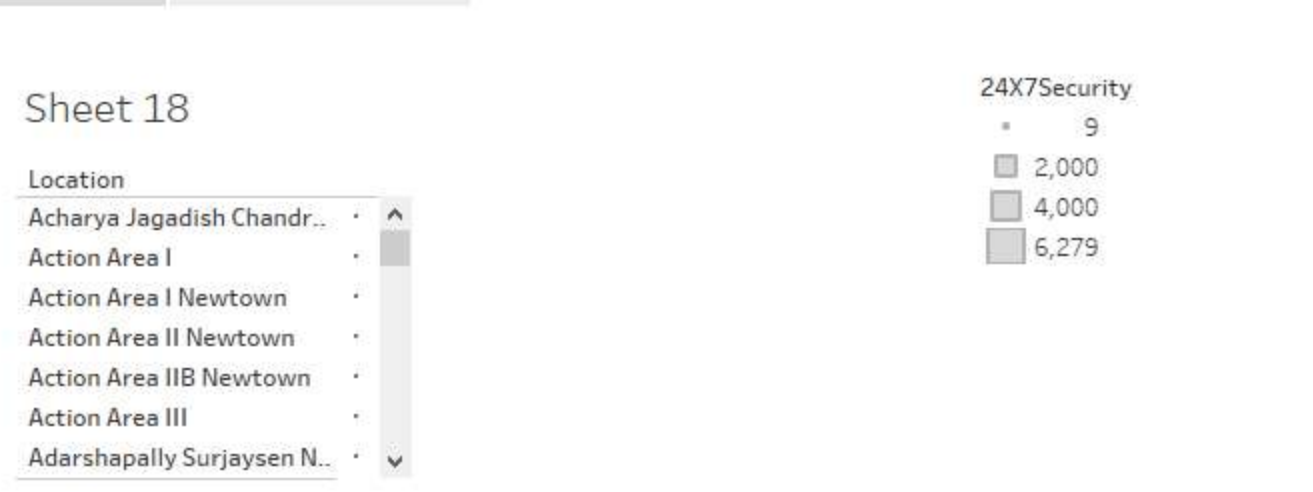 Sheet 18
Location
Acharya Jagadish Chandr..
Action Area I
Action Area I Newtown
Action Area II Newtown
Action Area IIB Newtown
Action Area III
Adarshapally Surjaysen N..
24X7Security
9
2,000
4,000
6,279